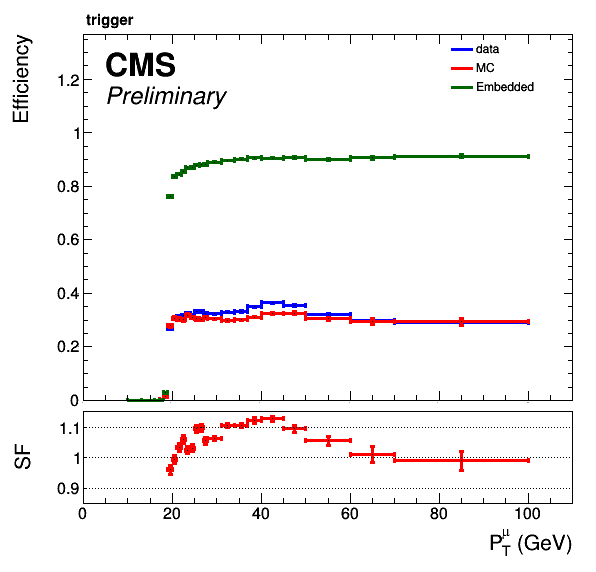 trigger
CMS
Preliminary
data
MC
Embedded
Efficiency
1.2
1
0.8
0.6
0.4
0.2
0
SF
1.1
1
0.9
0 20 40 60 80 100
P_T^μ (GeV)